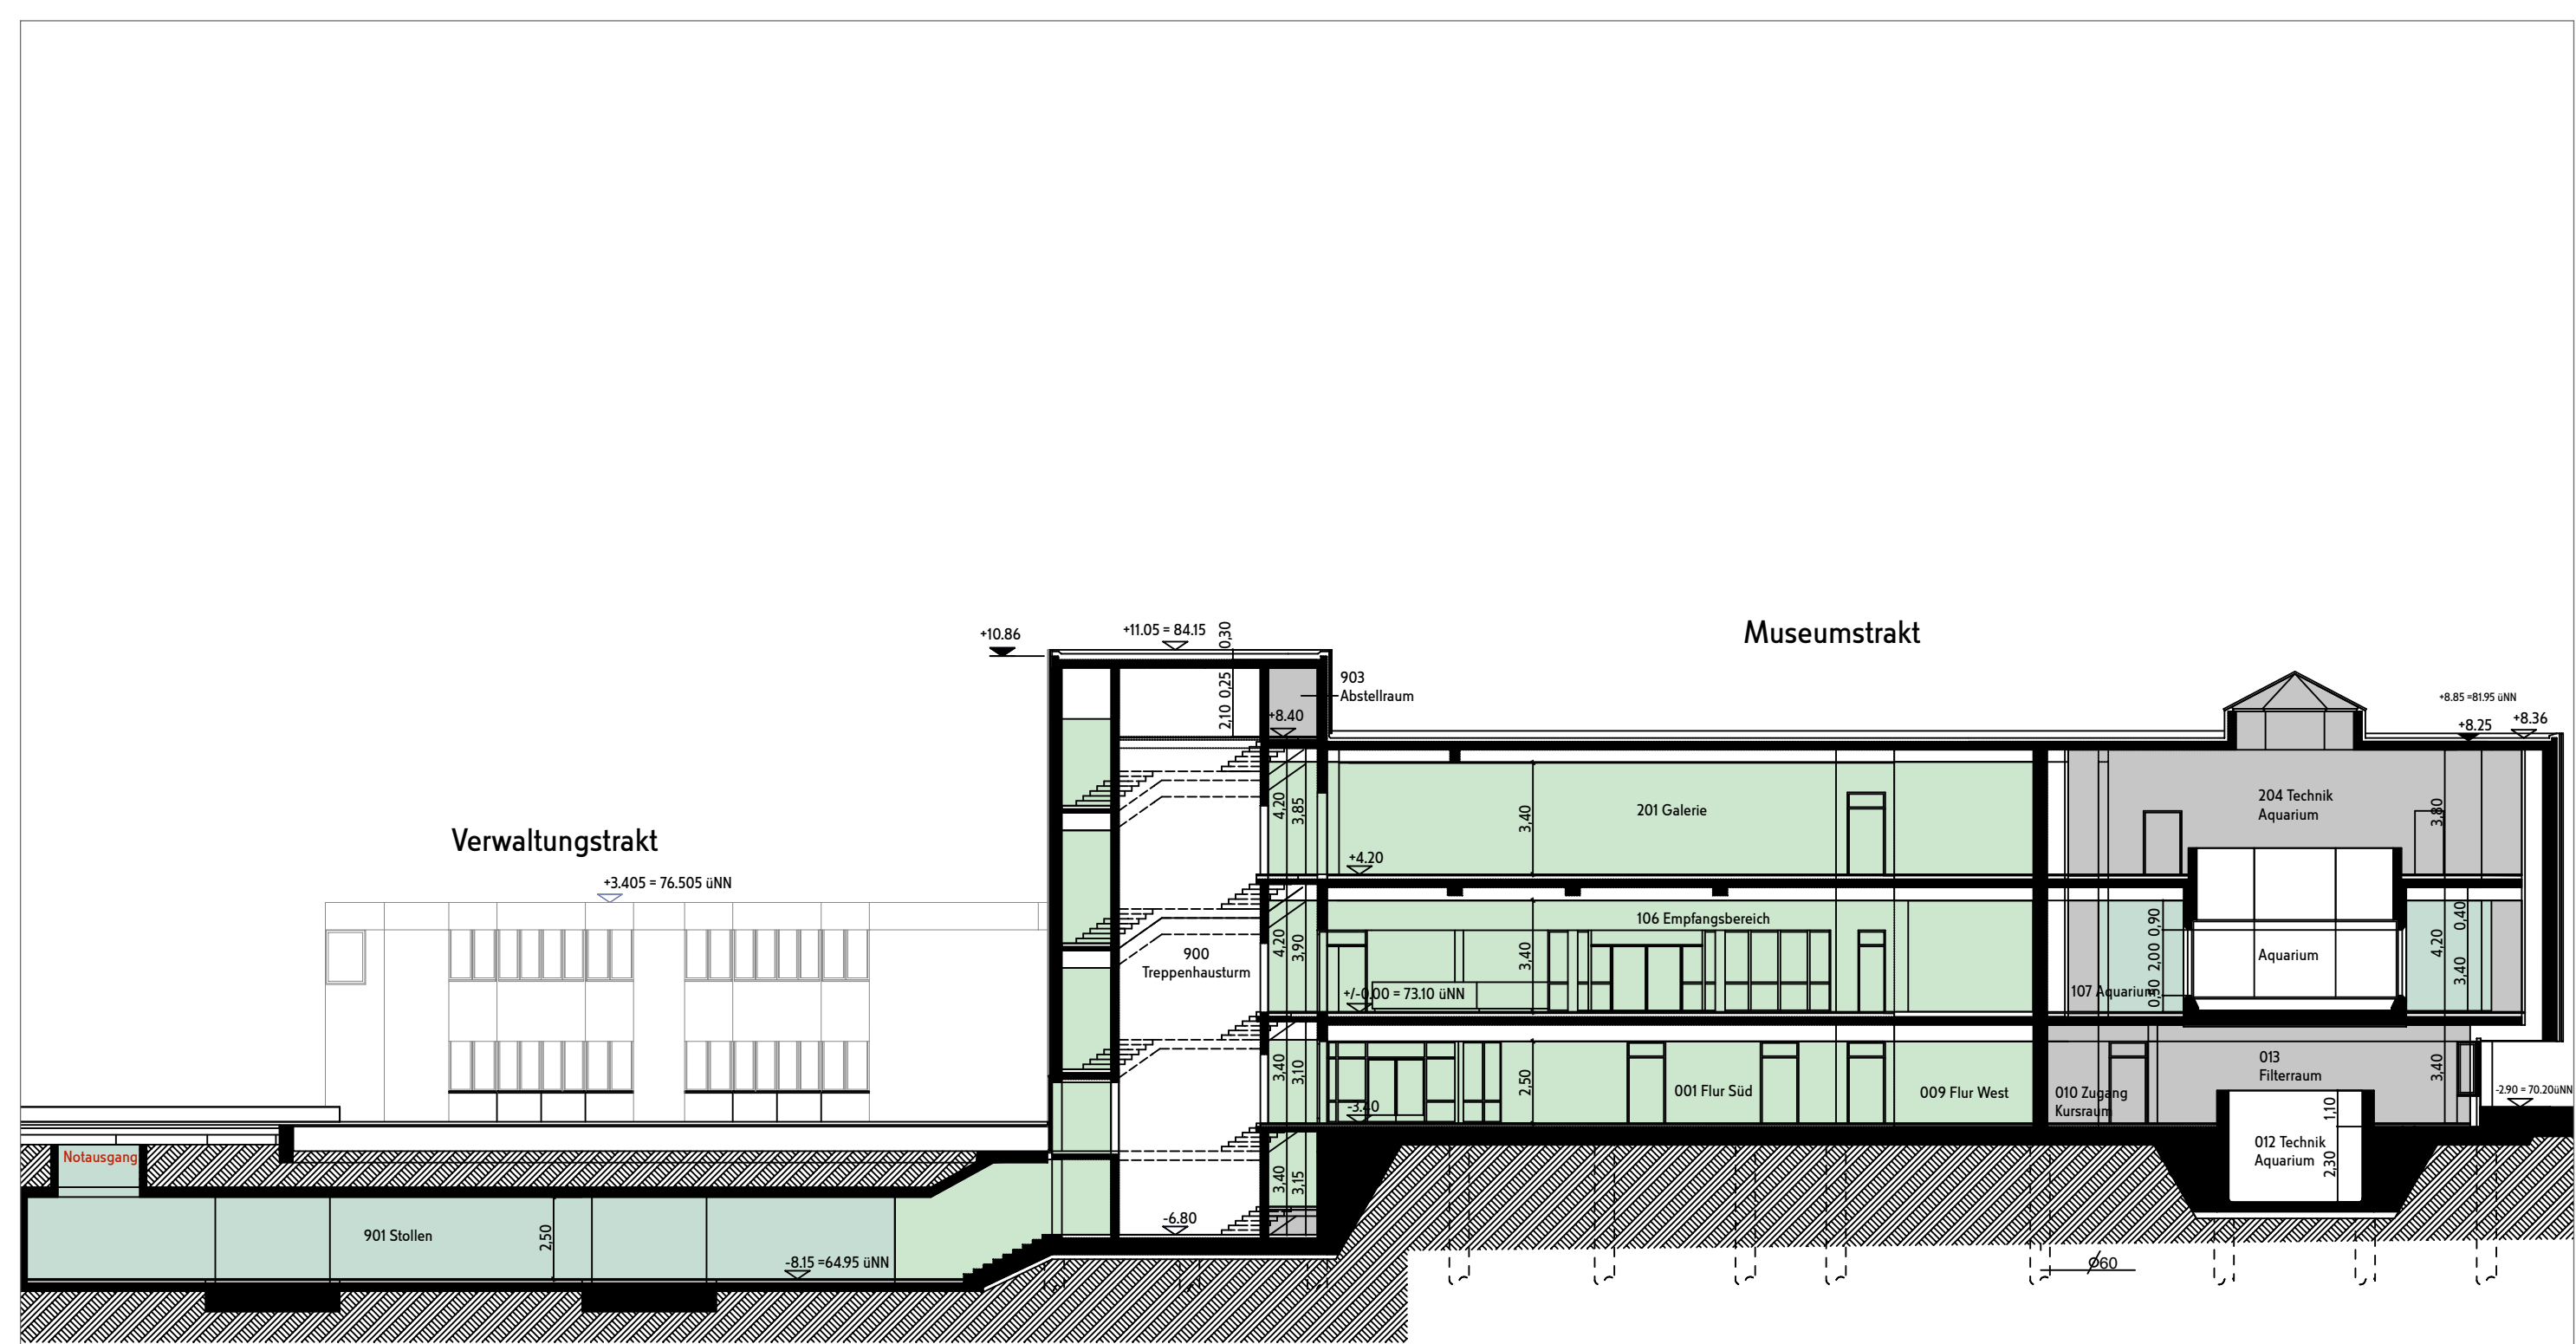 Museumstrakt
Verwaltungstrakt
+10.86
+11.05 = 84.15
0,30
0,25
2,10
903
Abstellraum
+8.40
+8.85 =81.95 üNN
+8.25
+8.36
4,20
3,85
3,40
201 Galerie
204 Technik
Aquarium
3,80
+4.20
+3.405 = 76.505 üNN
900
Treppenhausturm
4,20
3,90
3,40
106 Empfangsbereich
+/-0.00 = 73.10 üNN
107 Aquarium
0,90
2,00
0,50
Aquarium
4,20
0,40
3,40
3,40
3,10
2,50
-3.40
001 Flur Süd
009 Flur West
010 Zugang
Kursraum
013
Filterraum
3,40
-2.90 = 70.20üNN
1,10
012 Technik
Aquarium
2,30
Notausgang
3,40
3,15
-6.80
901 Stollen
2,50
-8.15 =64.95 üNN
Ø60